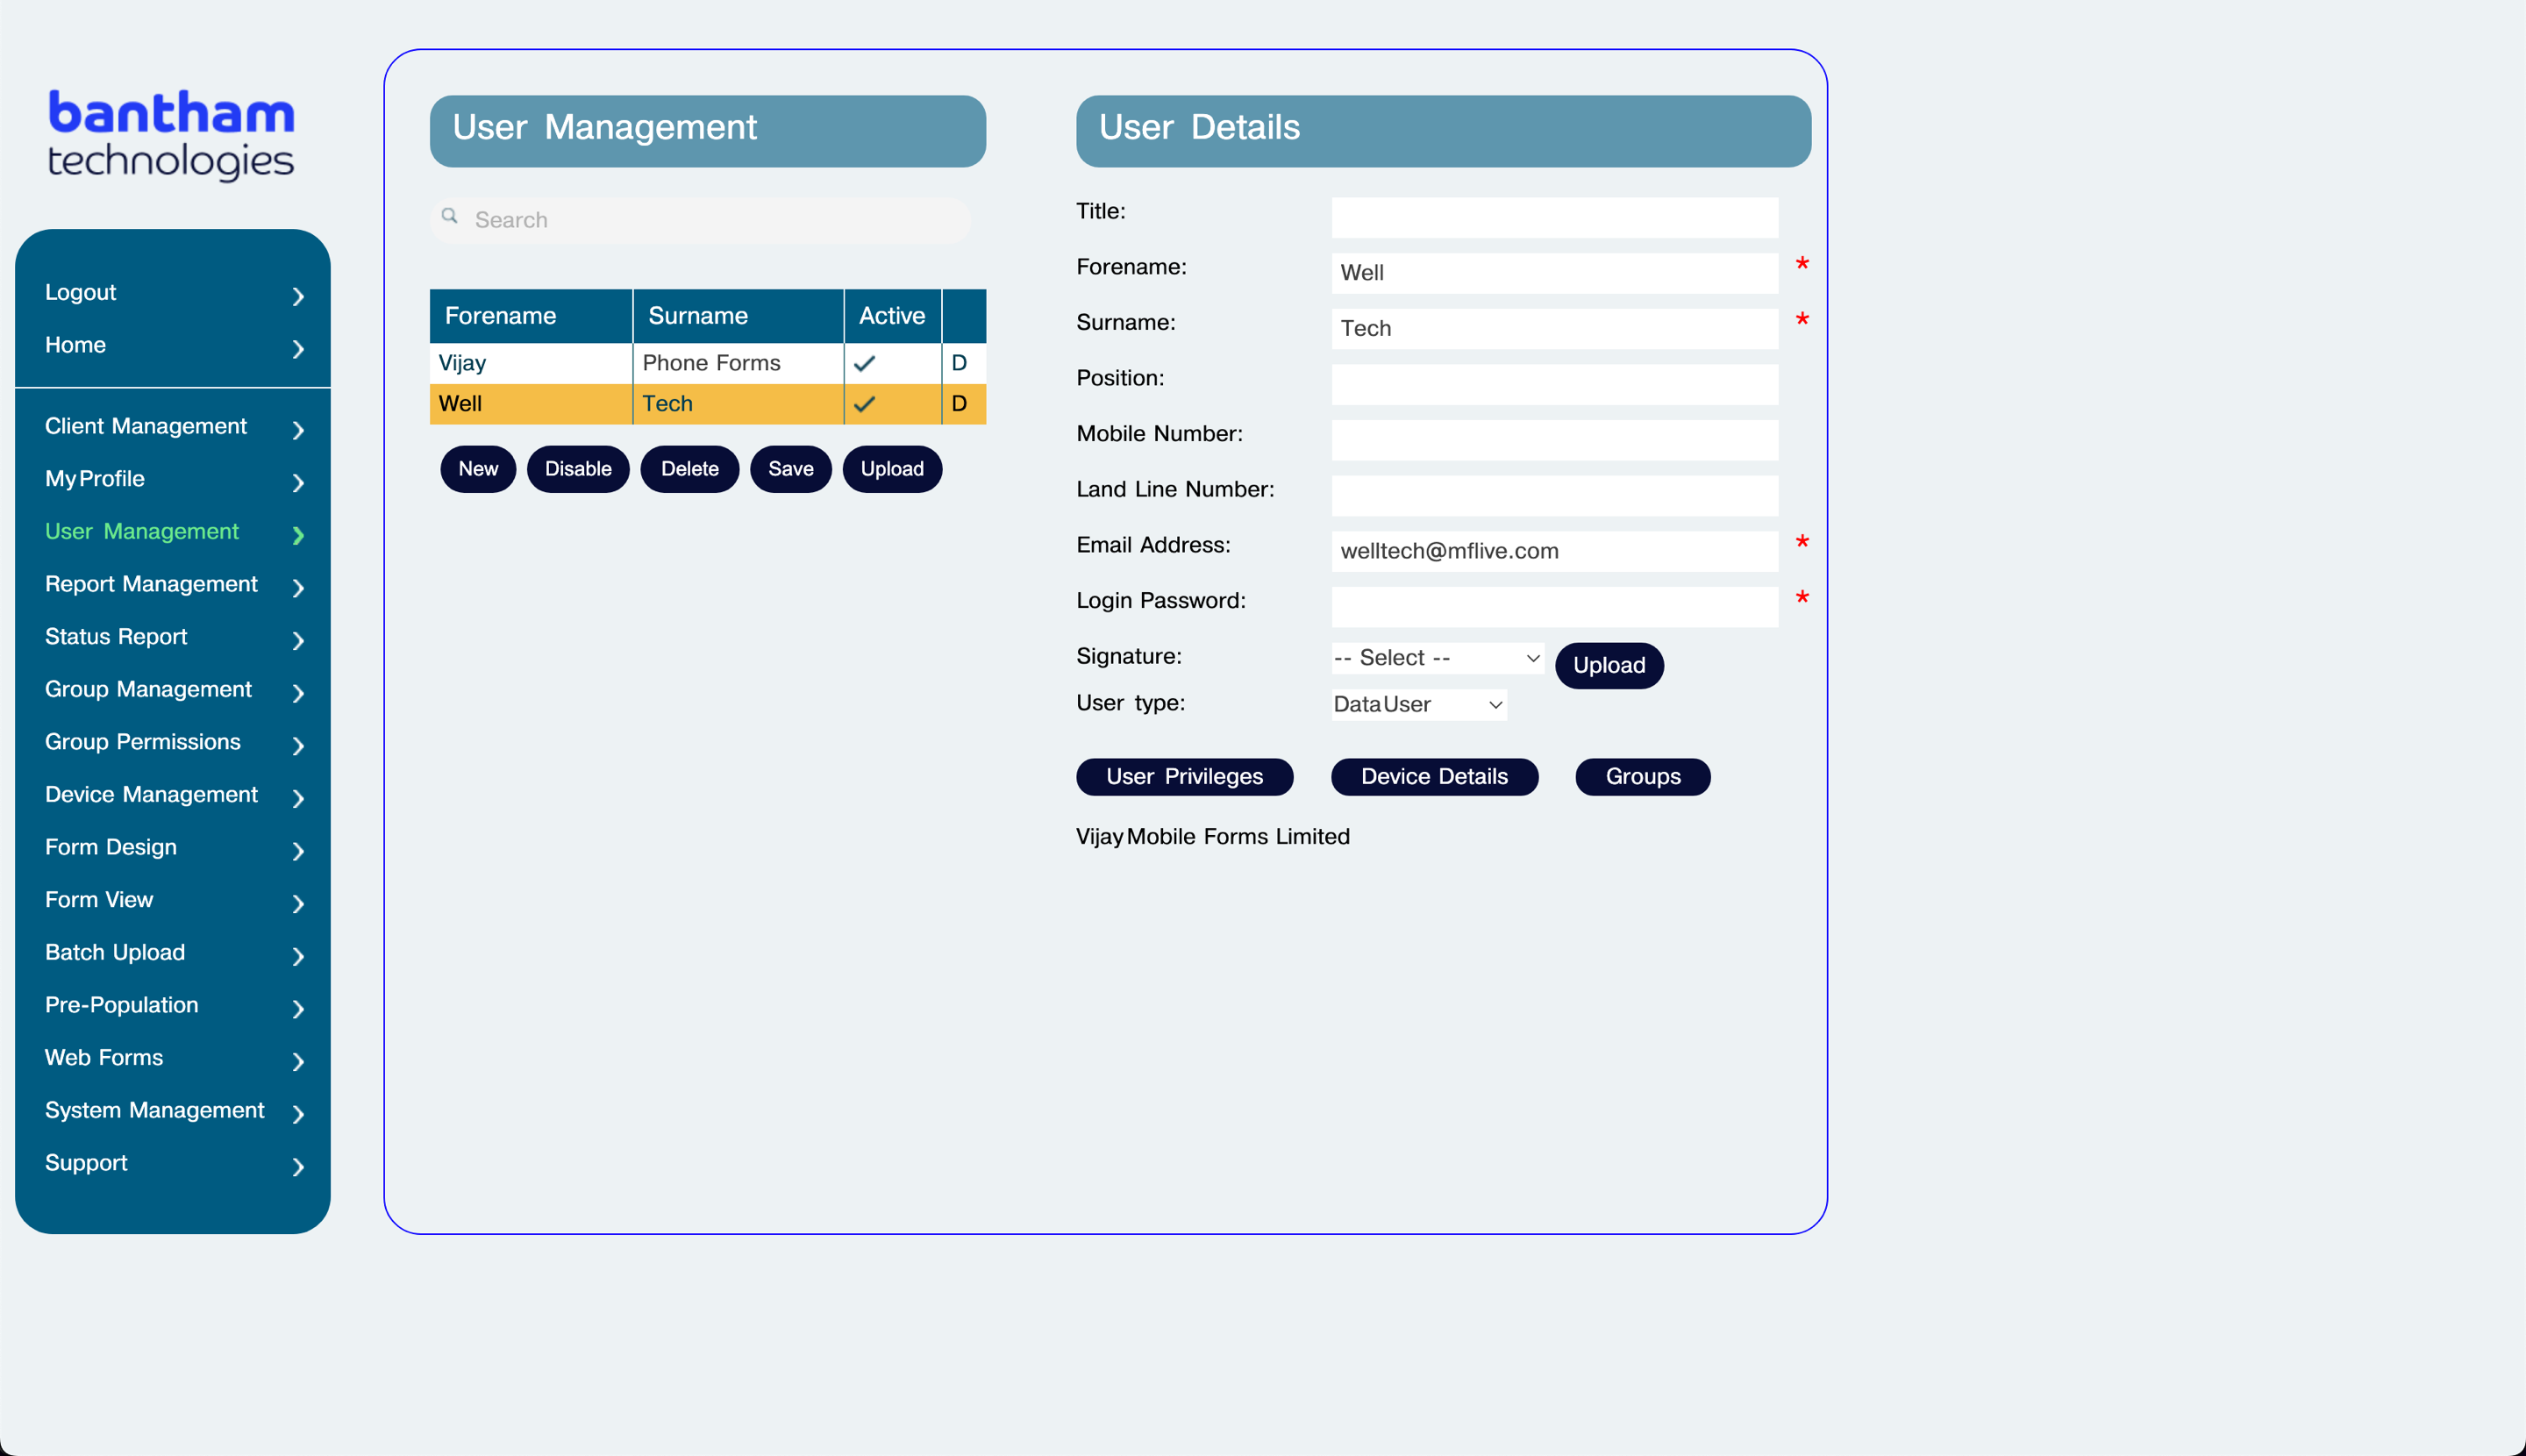 bantham
technologies
Logout
Home
Client Management
My Profile
User Management
Report Management
Status Report
Group Management
Group Permissions
Device Management
Form Design
Form View
Batch Upload
Pre-Population
Web Forms
System Management
Support
User Management
Search
Forename Surname Active
Vijay Phone Forms D
Well Tech D
New Disable Delete Save Upload
User Details
Title:
Forename: Well *
Surname: Tech *
Position:
Mobile Number:
Land Line Number:
Email Address: welltech@mflive.com *
Login Password: *
Signature: -- Select -- Upload
User type: Data User
User Privileges Device Details Groups
Vijay Mobile Forms Limited